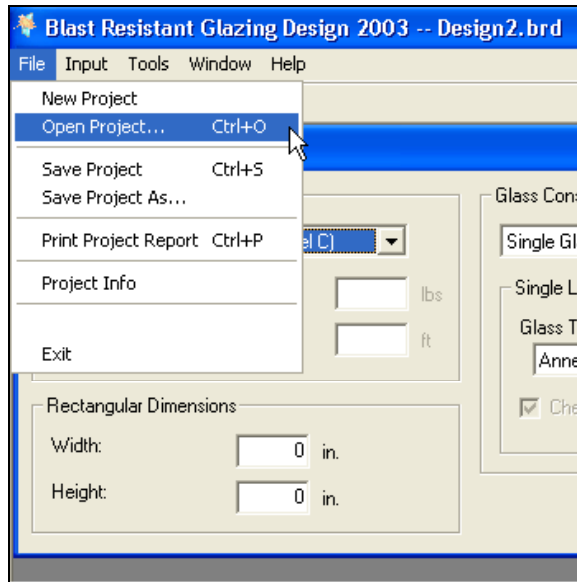 Blast Resistant Glazing Design 2003 -- Design2.brd
File Input Tools Window Help
New Project
Open Project... Ctrl+O
Save Project Ctrl+S
Save Project As...
Print Project Report Ctrl+P
Project Info
Exit
el C)
lbs
ft
Rectangular Dimensions
Width: 0 in.
Height: 0 in.
Glass Cons
Single Gl
Single L
Glass T
Anne
Che